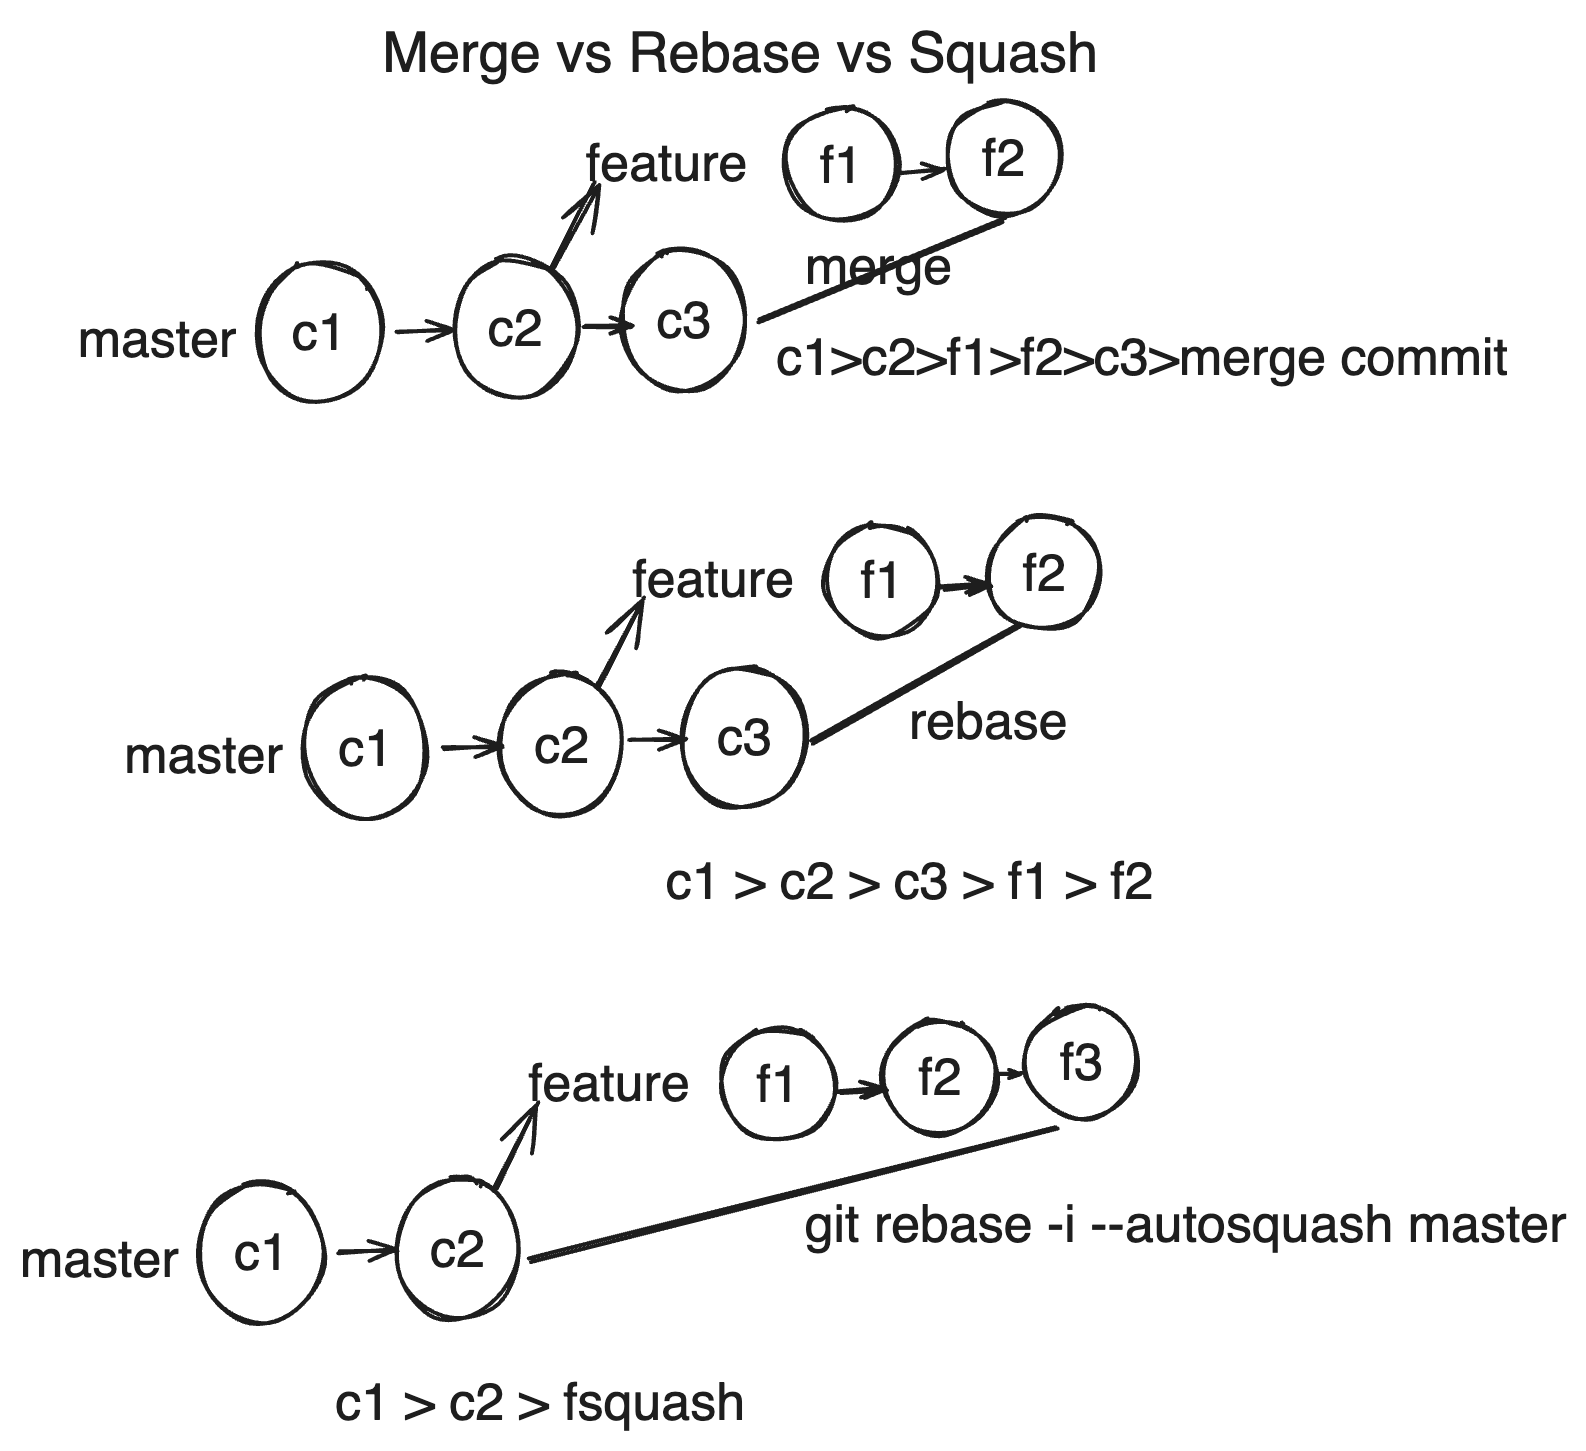 Merge vs Rebase vs Squash
feature f1 f2
merge
master c1 c2 c3
c1>c2>f1>f2>c3>merge commit
feature f1 f2
rebase
master c1 c2 c3
c1 > c2 > c3 > f1 > f2
feature f1 f2 f3
git rebase -i --autosquash master
master c1 c2
c1 > c2 > fsquash